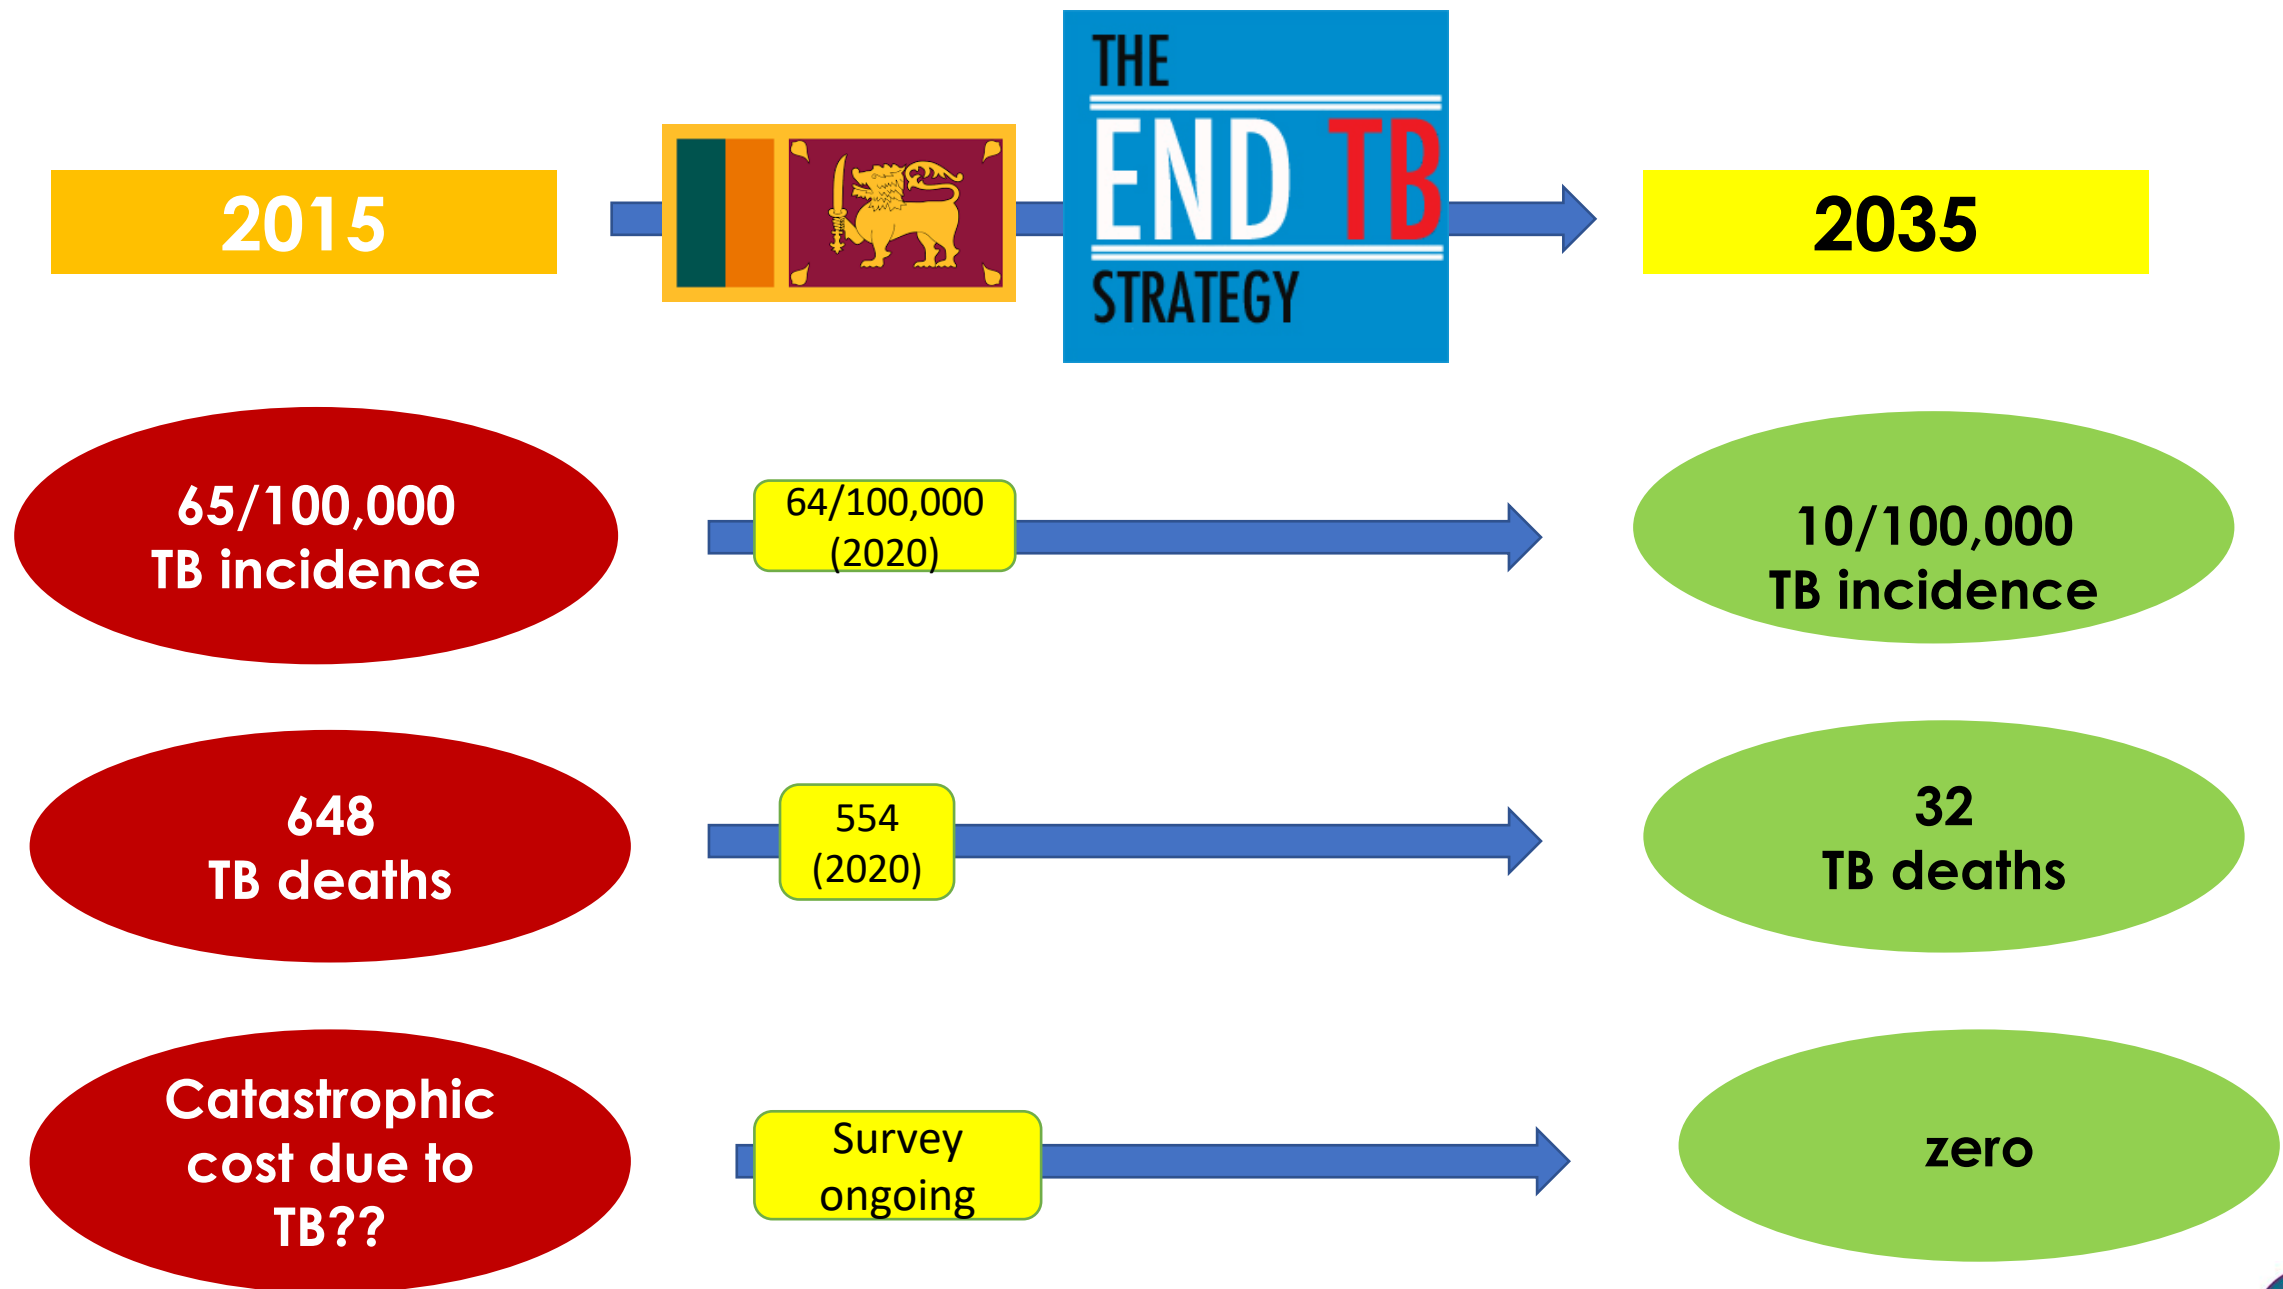 2015
THE
END TB
STRATEGY
2035
65/100,000
TB incidence
64/100,000
(2020)
10/100,000
TB incidence
648
TB deaths
554
(2020)
32
TB deaths
Catastrophic
cost due to
TB??
Survey
ongoing
zero